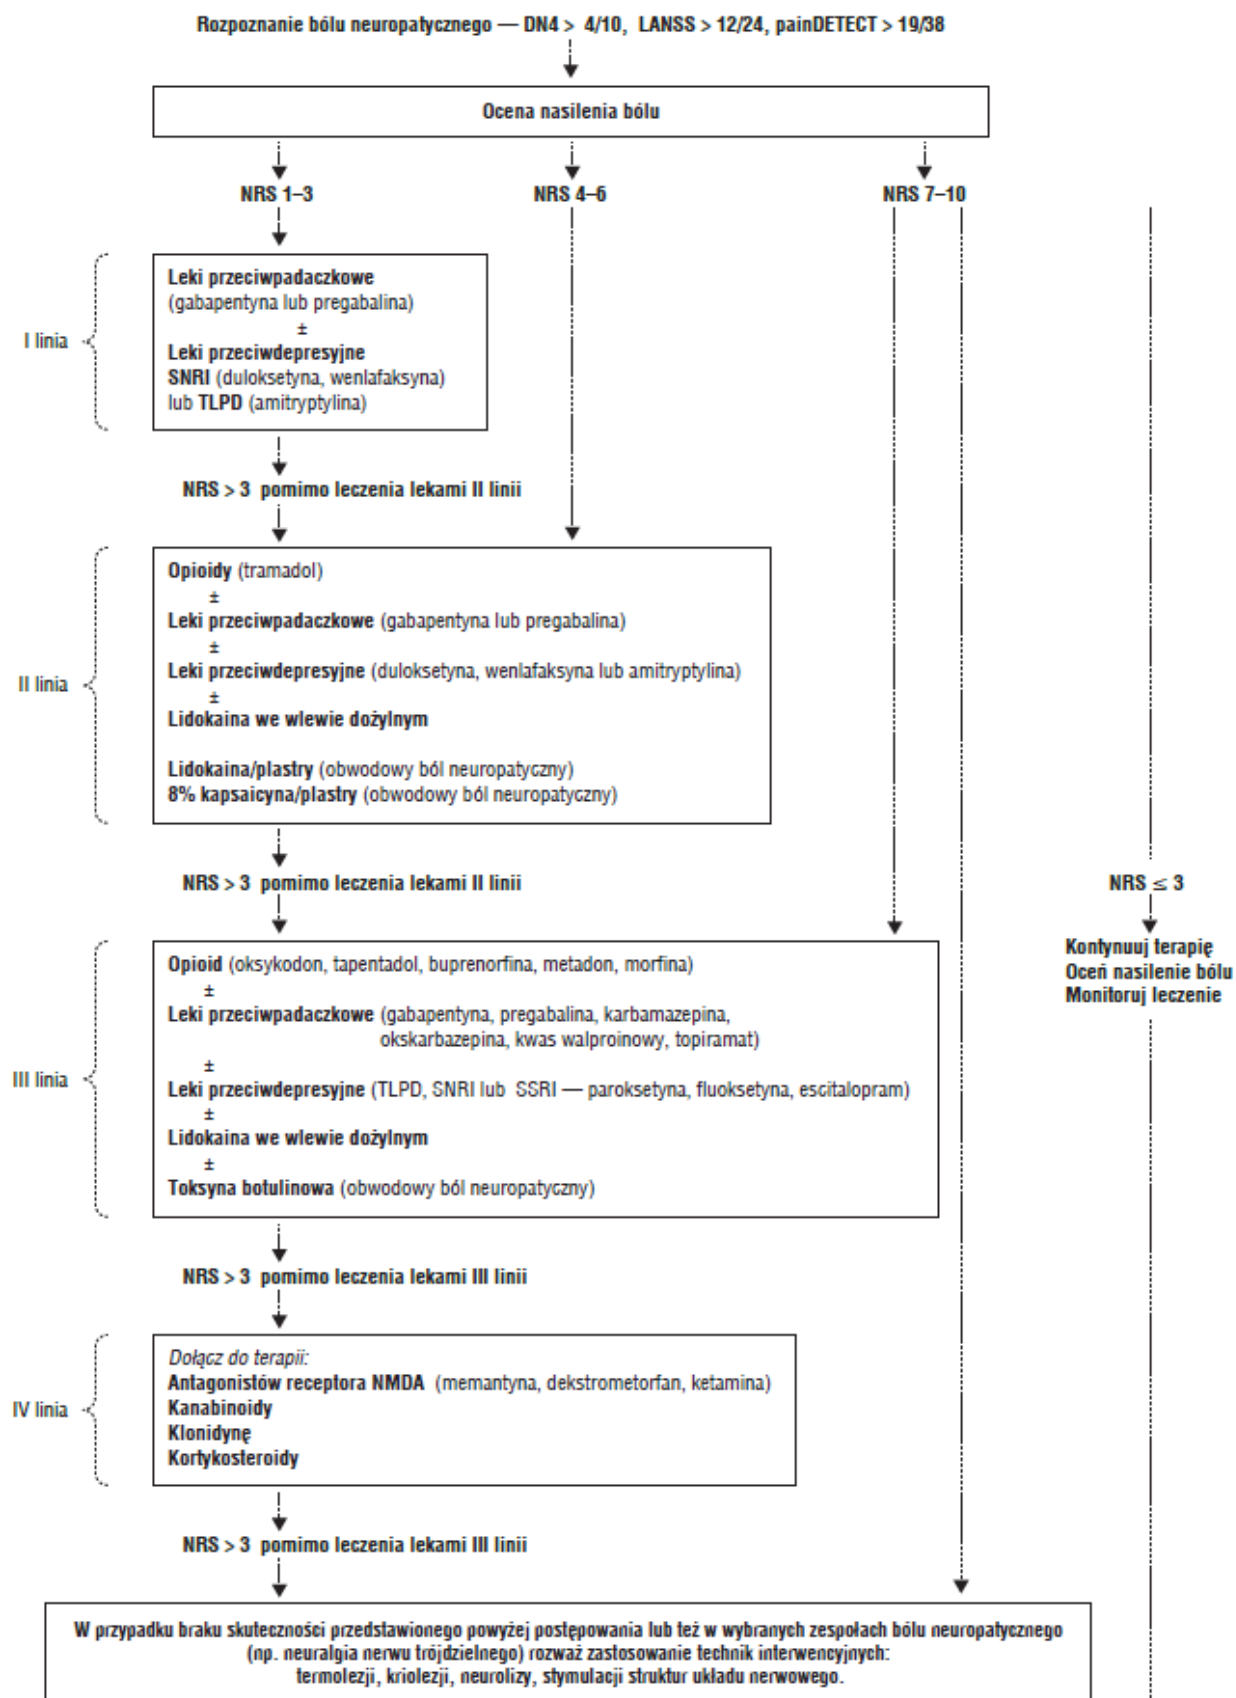 Rozpoznanie bólu neuropatycznego — DN4 > 4/10, LANSS > 12/24, painDETECT > 19/38
Ocena nasilenia bólu
NRS 1–3
NRS 4–6
NRS 7–10
I linia
Leki przeciwpadaczkowe
(gabapentyna lub pregabalina)
±
Leki przeciwdepresyjne
SNRI (duloksetyna, wenlafaksyna)
lub TLPD (amitryptylina)
NRS > 3 pomimo leczenia lekami II linii
II linia
Opioidy (tramadol)
±
Leki przeciwpadaczkowe (gabapentyna lub pregabalina)
±
Leki przeciwdepresyjne (duloksetyna, wenlafaksyna lub amitryptylina)
±
Lidokaina we wlewie dożylnym
Lidokaina/plastry (obwodowy ból neuropatyczny)
8% kapsaicyna/plastry (obwodowy ból neuropatyczny)
NRS > 3 pomimo leczenia lekami II linii
NRS ≤ 3
Kontynuuj terapię
Oceń nasilenie bólu
Monitoruj leczenie
III linia
Opioid (oksykodon, tapentadol, buprenorfina, metadon, morfina)
±
Leki przeciwpadaczkowe (gabapentyna, pregabalina, karbamazepina,
okskarbazepina, kwas walproinowy, topiramat)
±
Leki przeciwdepresyjne (TLPD, SNRI lub SSRI — paroksetyna, fluoksetyna, escitalopram)
±
Lidokaina we wlewie dożylnym
±
Toksyna botulinowa (obwodowy ból neuropatyczny)
NRS > 3 pomimo leczenia lekami III linii
IV linia
Dołącz do terapii:
Antagonistów receptora NMDA (memantyna, dekstrometorfan, ketamina)
Kanabinoidy
Klonidynę
Kortykosteroidy
NRS > 3 pomimo leczenia lekami III linii
W przypadku braku skuteczności przedstawionego powyżej postępowania lub też w wybranych zespołach bólu neuropatycznego
(np. neuralgia nerwu trójdzielnego) rozważ zastosowanie technik interwencyjnych:
termolezji, kriolezji, neurolizy, stymulacji struktur układu nerwowego.